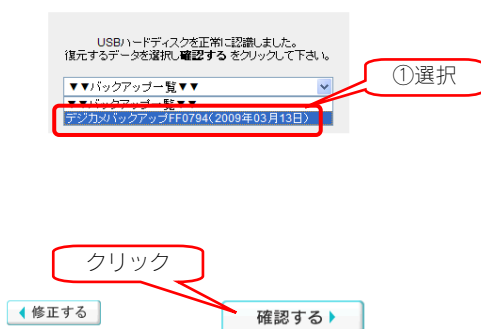 USBハードディスクを正常に認識しました。
復元するデータを選択し確認する をクリックして下さい。
▼▼バックアップ一覧▼▼
①選択
▼▼バックアップ一覧▼▼
デジカメバックアップFF0794(2009年03月13日)
クリック
修正する
確認する